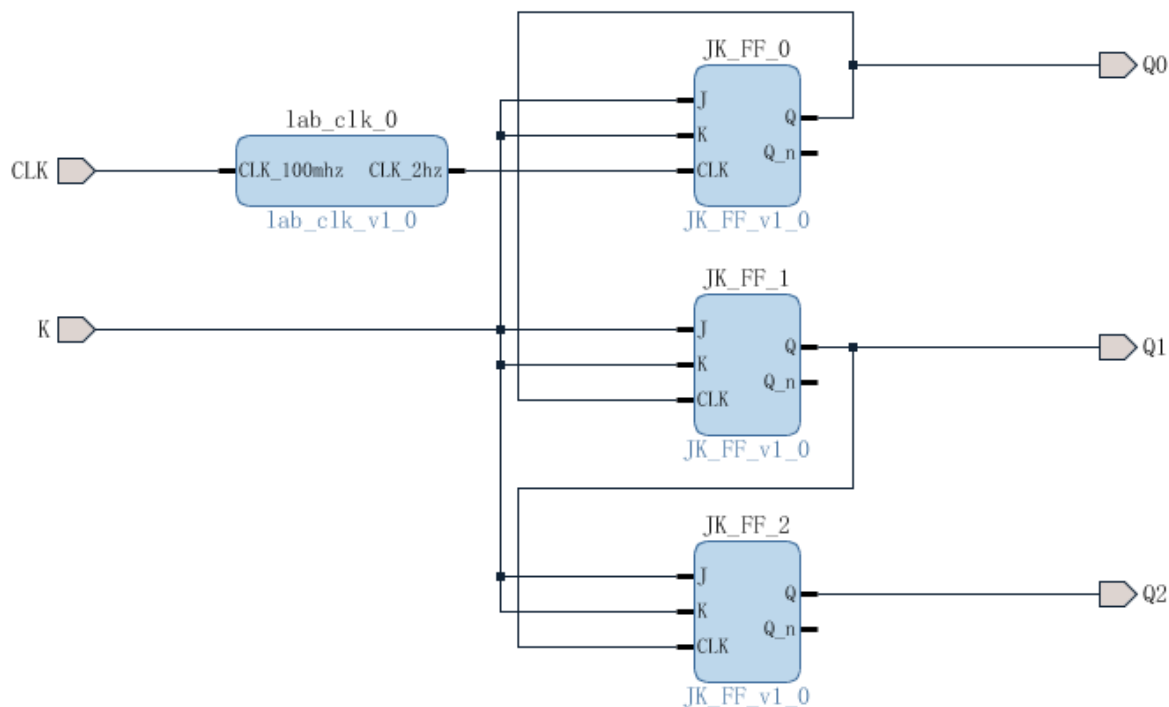 JK_FF_0
Q0
J
K
Q
Q_n
CLK
JK_FF_v1_0
lab_clk_0
CLK
CLK_100mhz CLK_2hz
lab_clk_v1_0
JK_FF_1
K
J
K
Q
Q_n
CLK
Q1
JK_FF_v1_0
JK_FF_2
J
K
Q
Q_n
CLK
Q2
JK_FF_v1_0